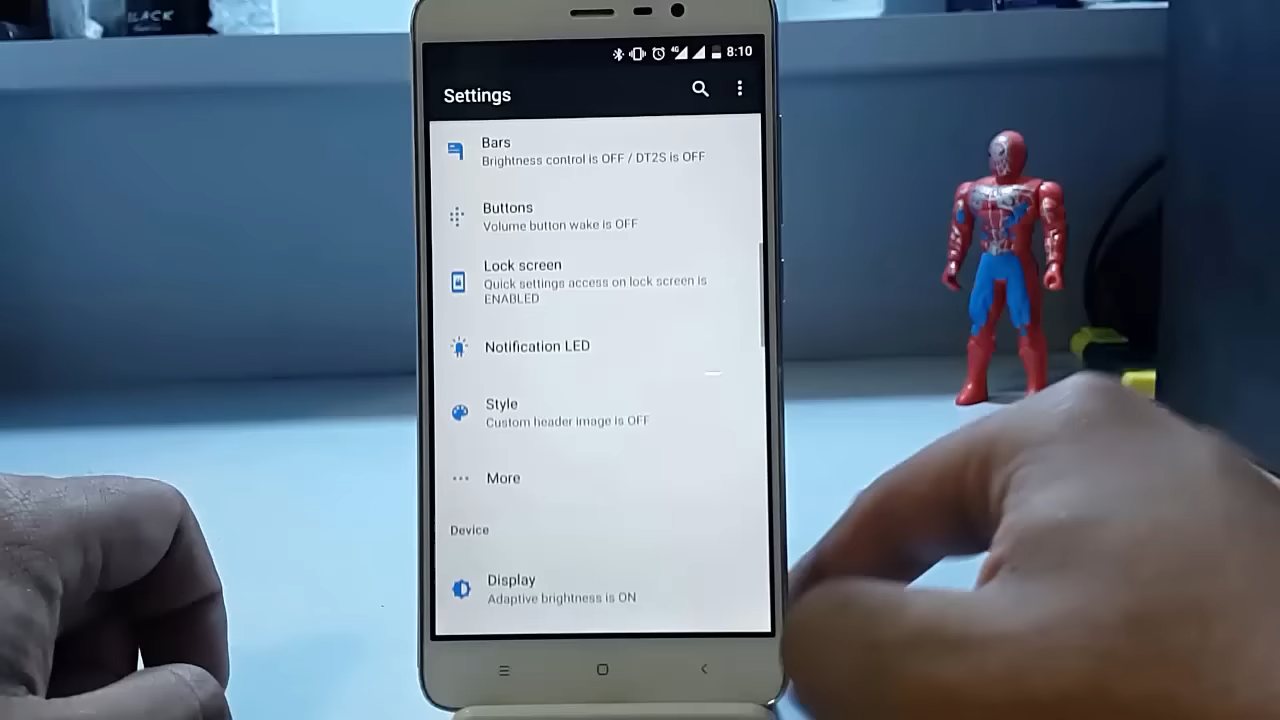 BLACK
4G
8:10
Settings
Bars
Brightness control is OFF / DT2S is OFF
Buttons
Volume button wake is OFF
Lock screen
Quick settings access on lock screen is
ENABLED
Notification LED
Style
Custom header image is OFF
More
Device
Display
Adaptive brightness is ON